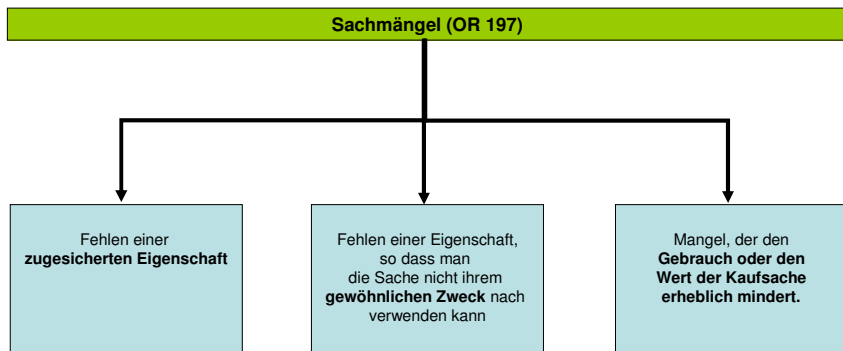 Sachmängel (OR 197)
Fehlen einer
zugesicherten Eigenschaft
Fehlen einer Eigenschaft,
so dass man
die Sache nicht ihrem
gewöhnlichen Zweck nach
verwenden kann
Mangel, der den
Gebrauch oder den
Wert der Kaufsache
erheblich mindert.